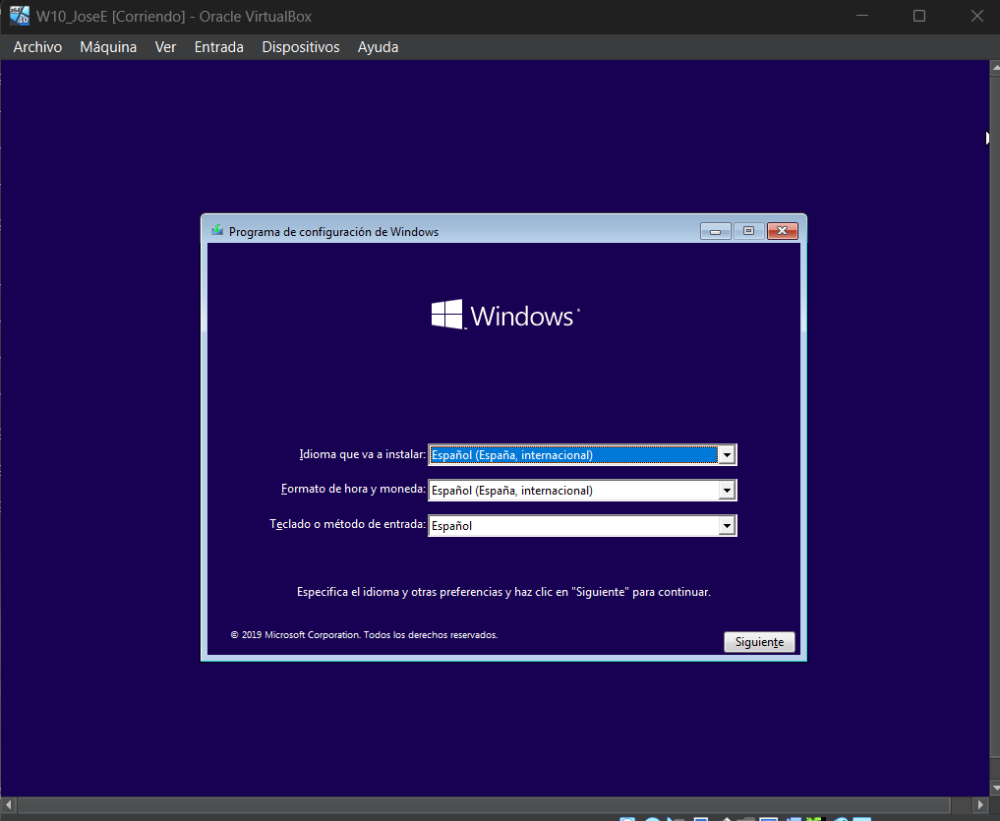 W10_JoseE [Corriendo] - Oracle VirtualBox
Archivo Máquina Ver Entrada Dispositivos Ayuda
Programa de configuración de Windows
Windows
Idioma que va a instalar: Español (España, internacional)
Formato de hora y moneda: Español (España, internacional)
Teclado o método de entrada: Español
Especifica el idioma y otras preferencias y haz clic en "Siguiente" para continuar.
© 2019 Microsoft Corporation. Todos los derechos reservados.
Siguiente